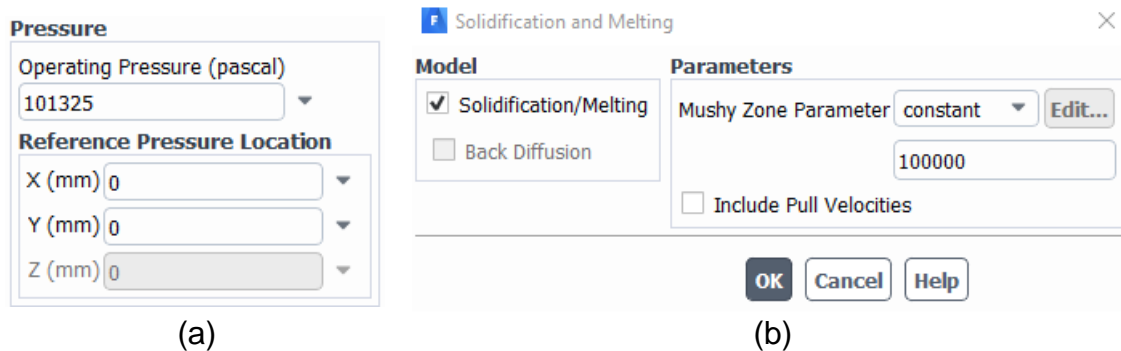 Pressure
Operating Pressure (pascal)
101325
Reference Pressure Location
X (mm) 0
Y (mm) 0
Z (mm) 0
(a)
F Solidification and Melting
Model
Solidification/Melting
Back Diffusion
Parameters
Mushy Zone Parameter constant Edit...
100000
Include Pull Velocities
OK Cancel Help
(b)